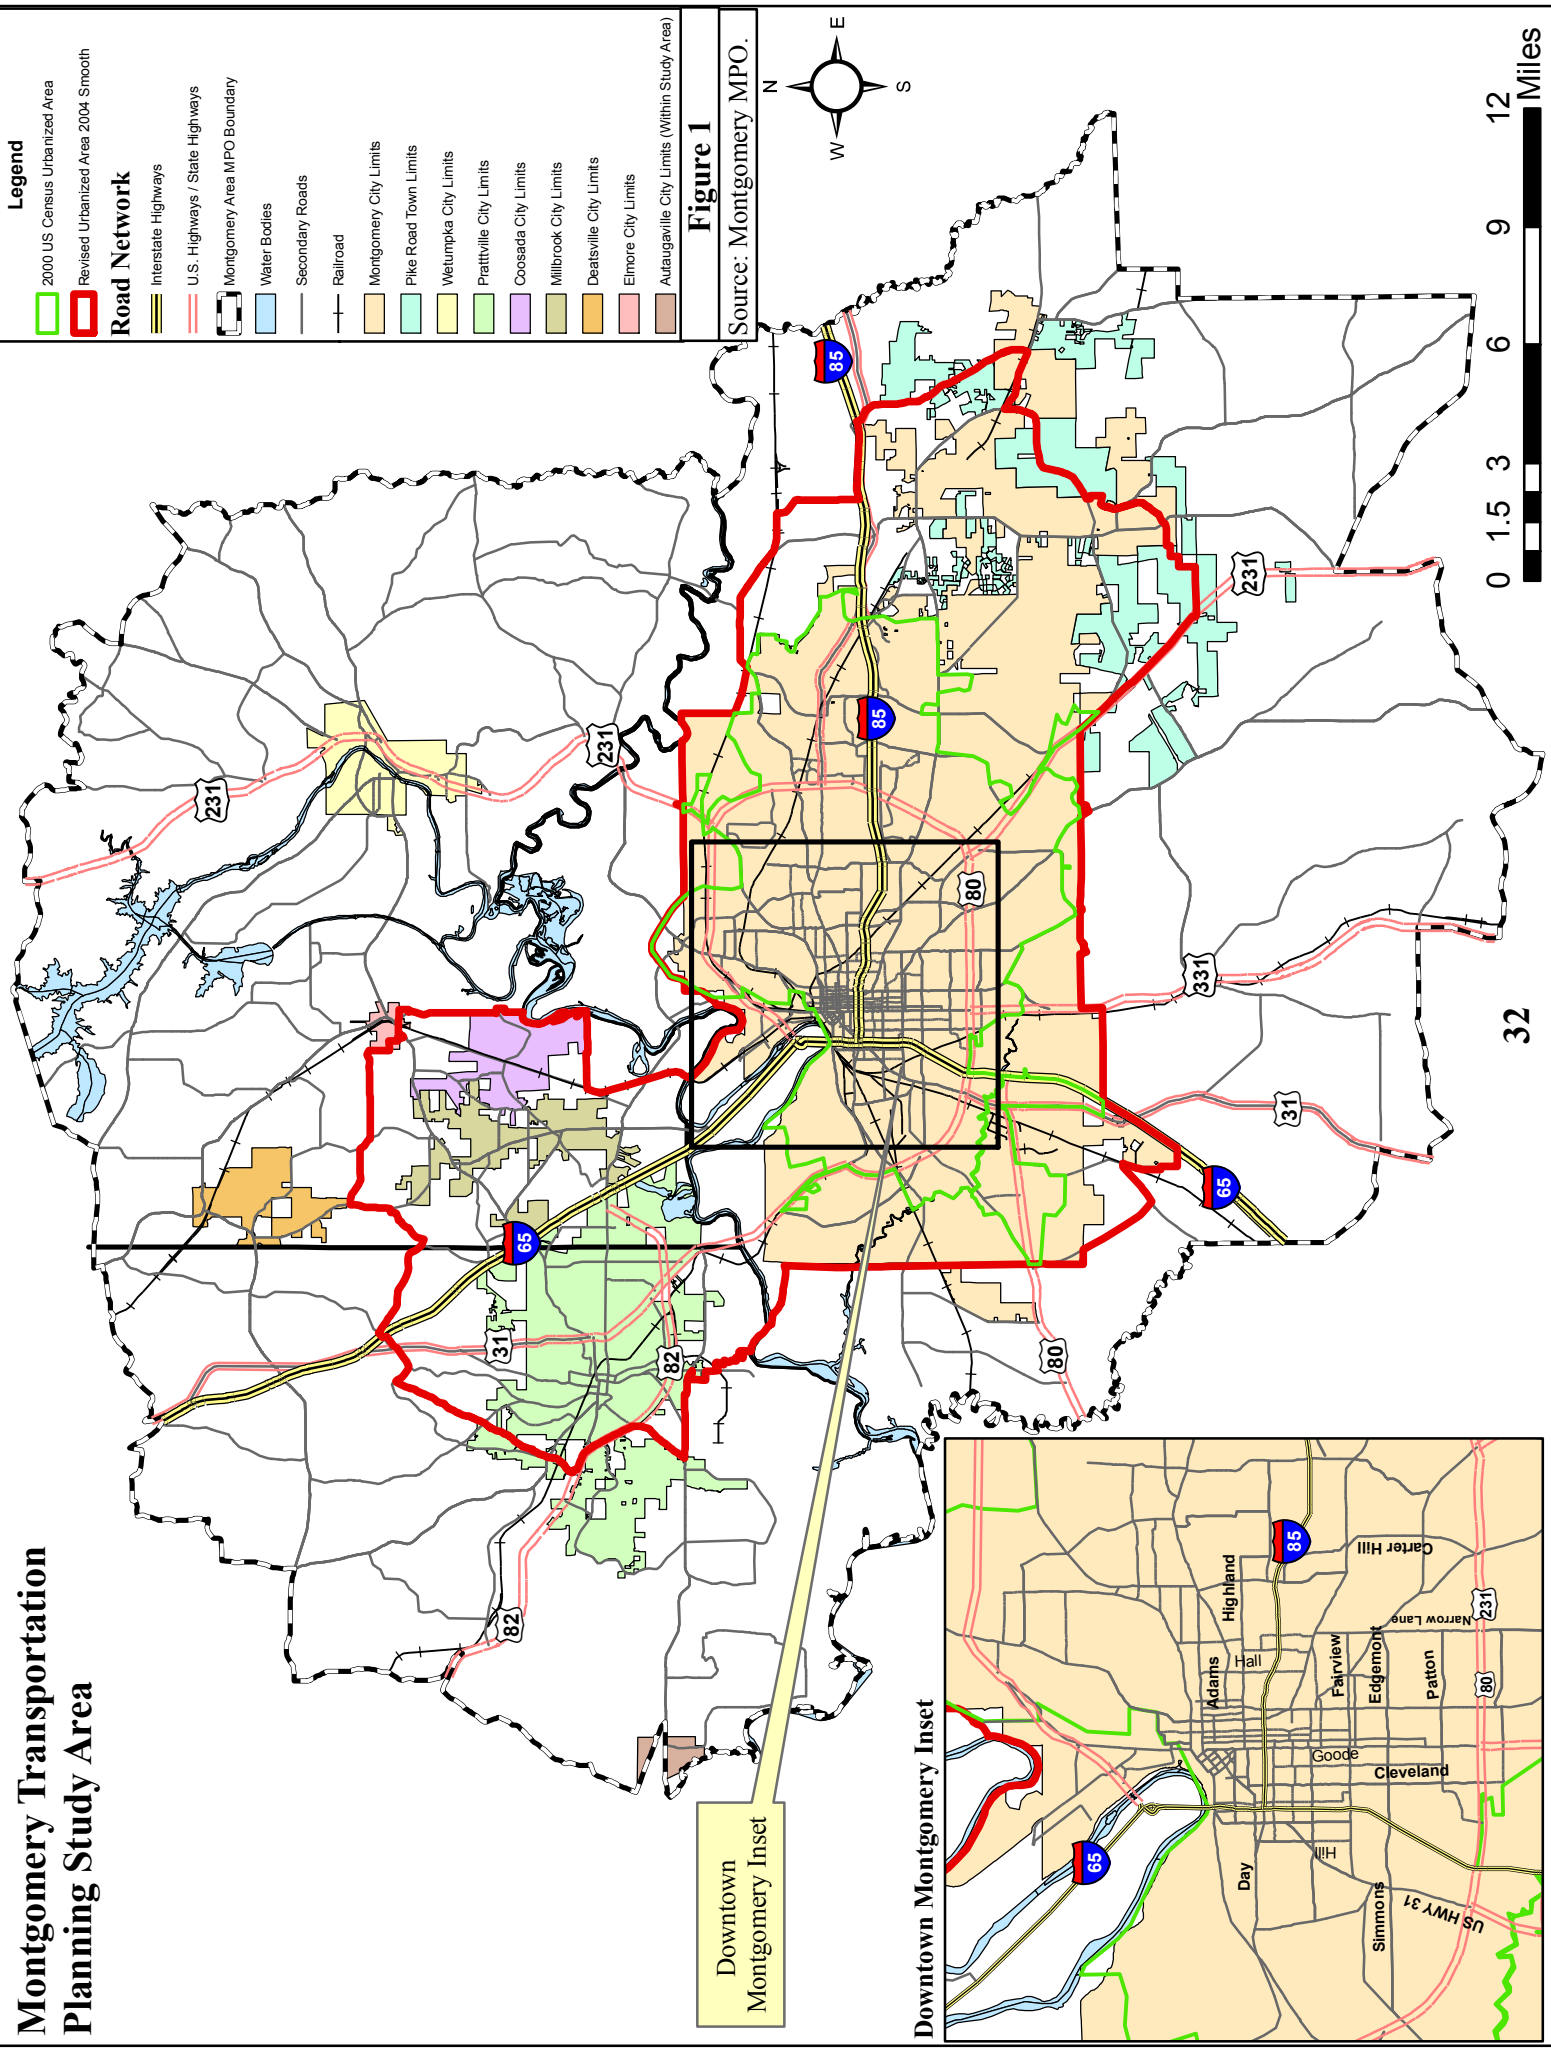 Montgomery Transportation
Planning Study Area
Legend
2000 US Census Urbanized Area
Revised Urbanized Area 2004 Smooth
Road Network
Interstate Highways
U.S. Highways / State Highways
Montgomery Area MPO Boundary
Water Bodies
Secondary Roads
Railroad
Montgomery City Limits
Pike Road Town Limits
Wetumpka City Limits
Prattville City Limits
Coosada City Limits
Millbrook City Limits
Deatsville City Limits
Elmore City Limits
Autaugaville City Limits (Within Study Area)
Figure 1
Source: Montgomery MPO.
N
W
E
S
231
231
85
85
65
31
82
82
80
80
231
331
31
65
Downtown
Montgomery Inset
Downtown Montgomery Inset
65
85
Highland
Adams
Hall
Day
Fairview
Edgemont
Patton
Goode
Cleveland
Hill
Simmons
US HWY 31
Carter Hill
Narrow Lane
231
80
0 1.5 3 6 9 12
Miles
32